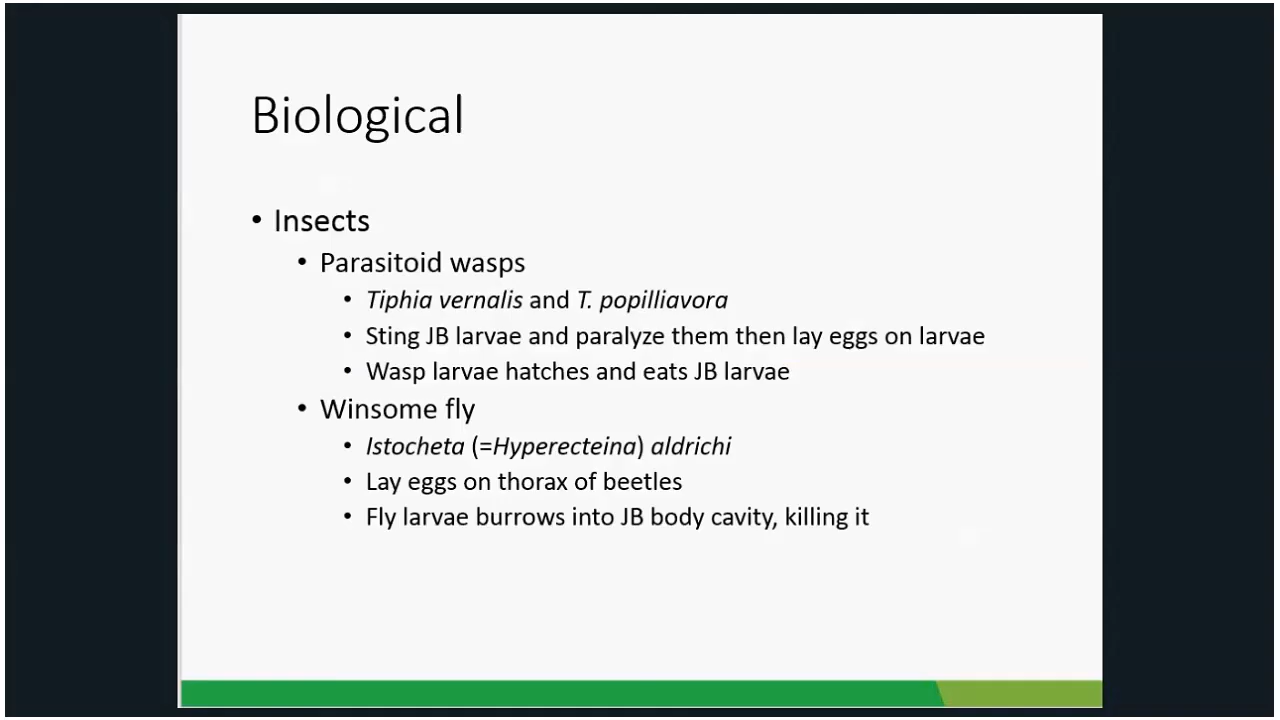 Biological
• Insects
• Parasitoid wasps
• Tiphia vernalis and T. popilliavora
• Sting JB larvae and paralyze them then lay eggs on larvae
• Wasp larvae hatches and eats JB larvae
• Winsome fly
• Istocheta (=Hyperecteina) aldrichi
• Lay eggs on thorax of beetles
• Fly larvae burrows into JB body cavity, killing it